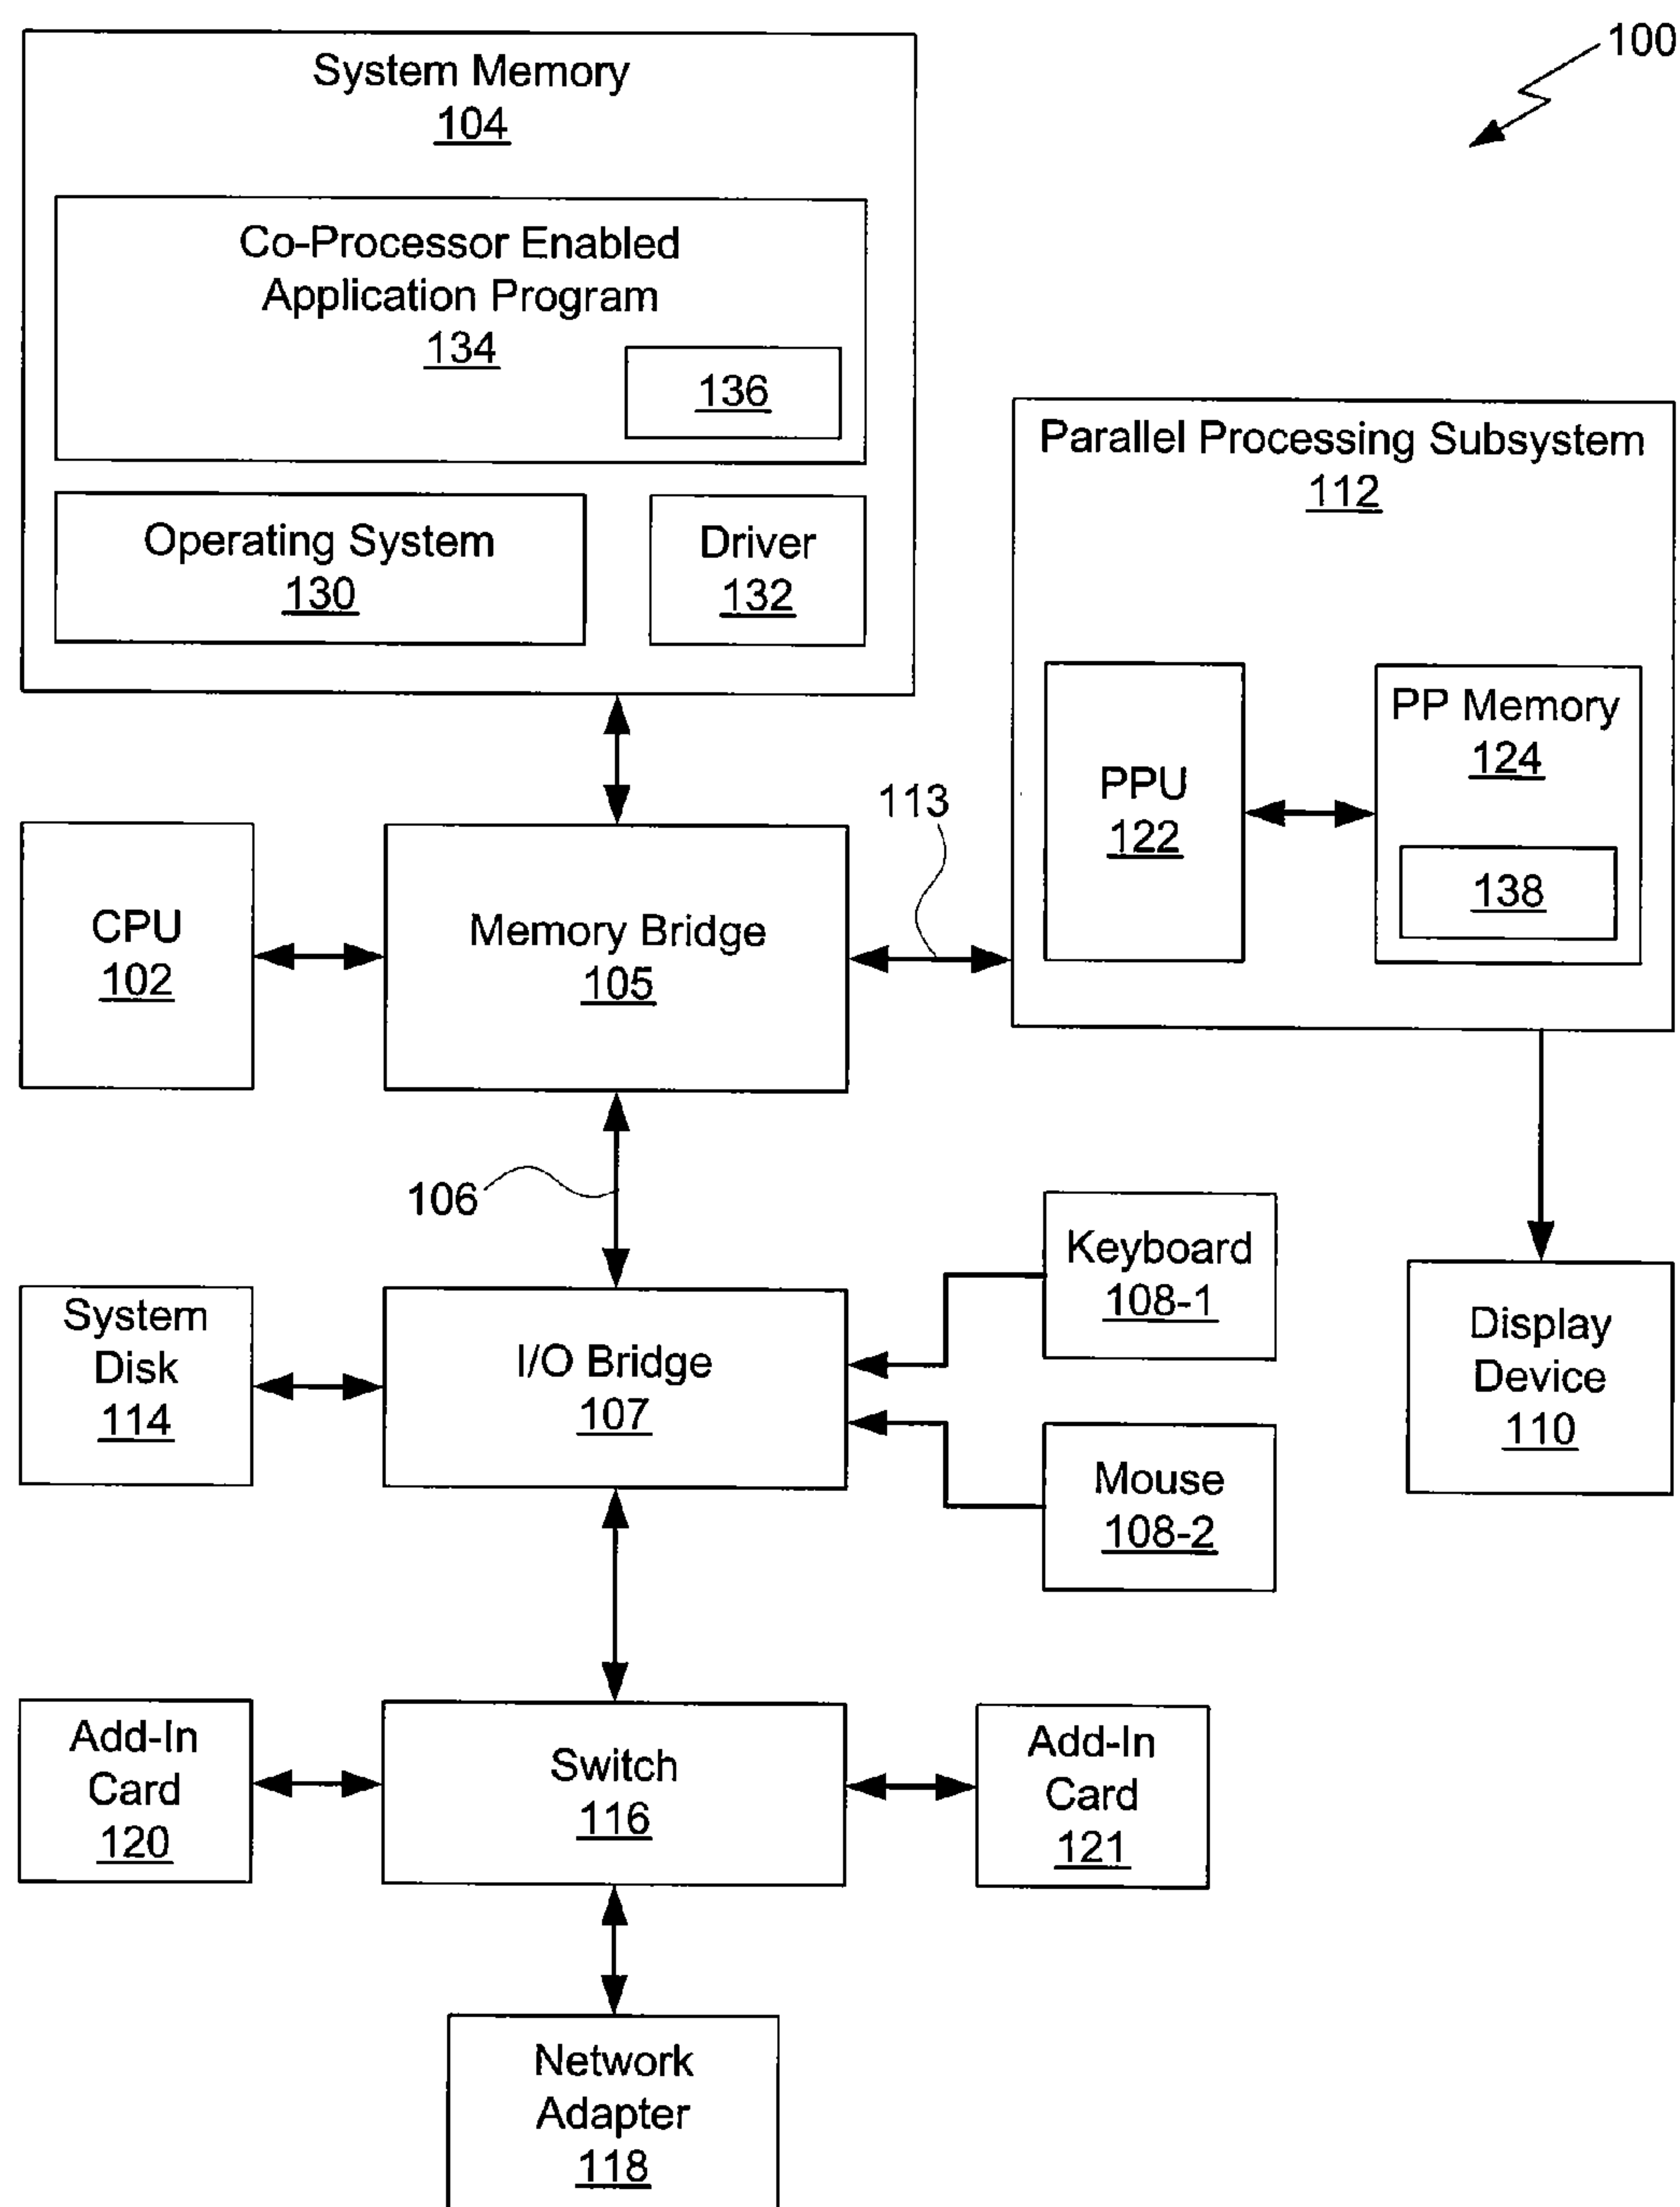 100
System Memory
104
Co-Processor Enabled
Application Program
134
136
Operating System
130
Driver
132
Parallel Processing Subsystem
112
PPU
122
PP Memory
124
138
113
CPU
102
Memory Bridge
105
106
Keyboard
108-1
System
Disk
114
I/O Bridge
107
Mouse
108-2
Display
Device
110
Add-In
Card
120
Switch
116
Add-In
Card
121
Network
Adapter
118